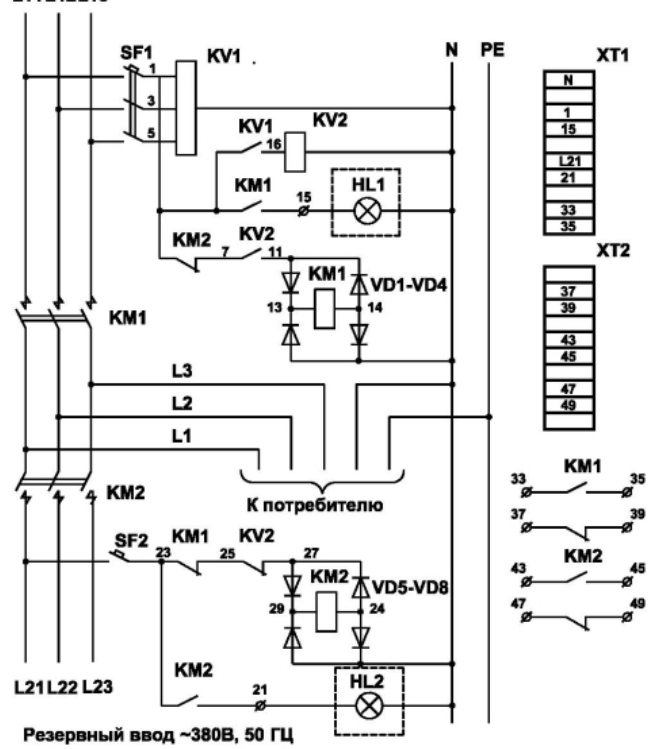 SF1
KV1
N
PE
XT1
1
3
5
N
1
15
L21
21
33
35
KV1
16
KV2
KM1
15
HL1
KM2
7
KV2
11
KM1
VD1-VD4
13
14
XT2
37
39
43
45
47
49
KM1
L3
L2
L1
KM2
К потребителю
KM1
33
35
37
39
KM2
43
45
47
49
SF2
23
KM1
25
KV2
27
KM2
VD5-VD8
29
24
KM2
21
HL2
L21 L22 L23
Резервный ввод ~380В, 50 ГЦ